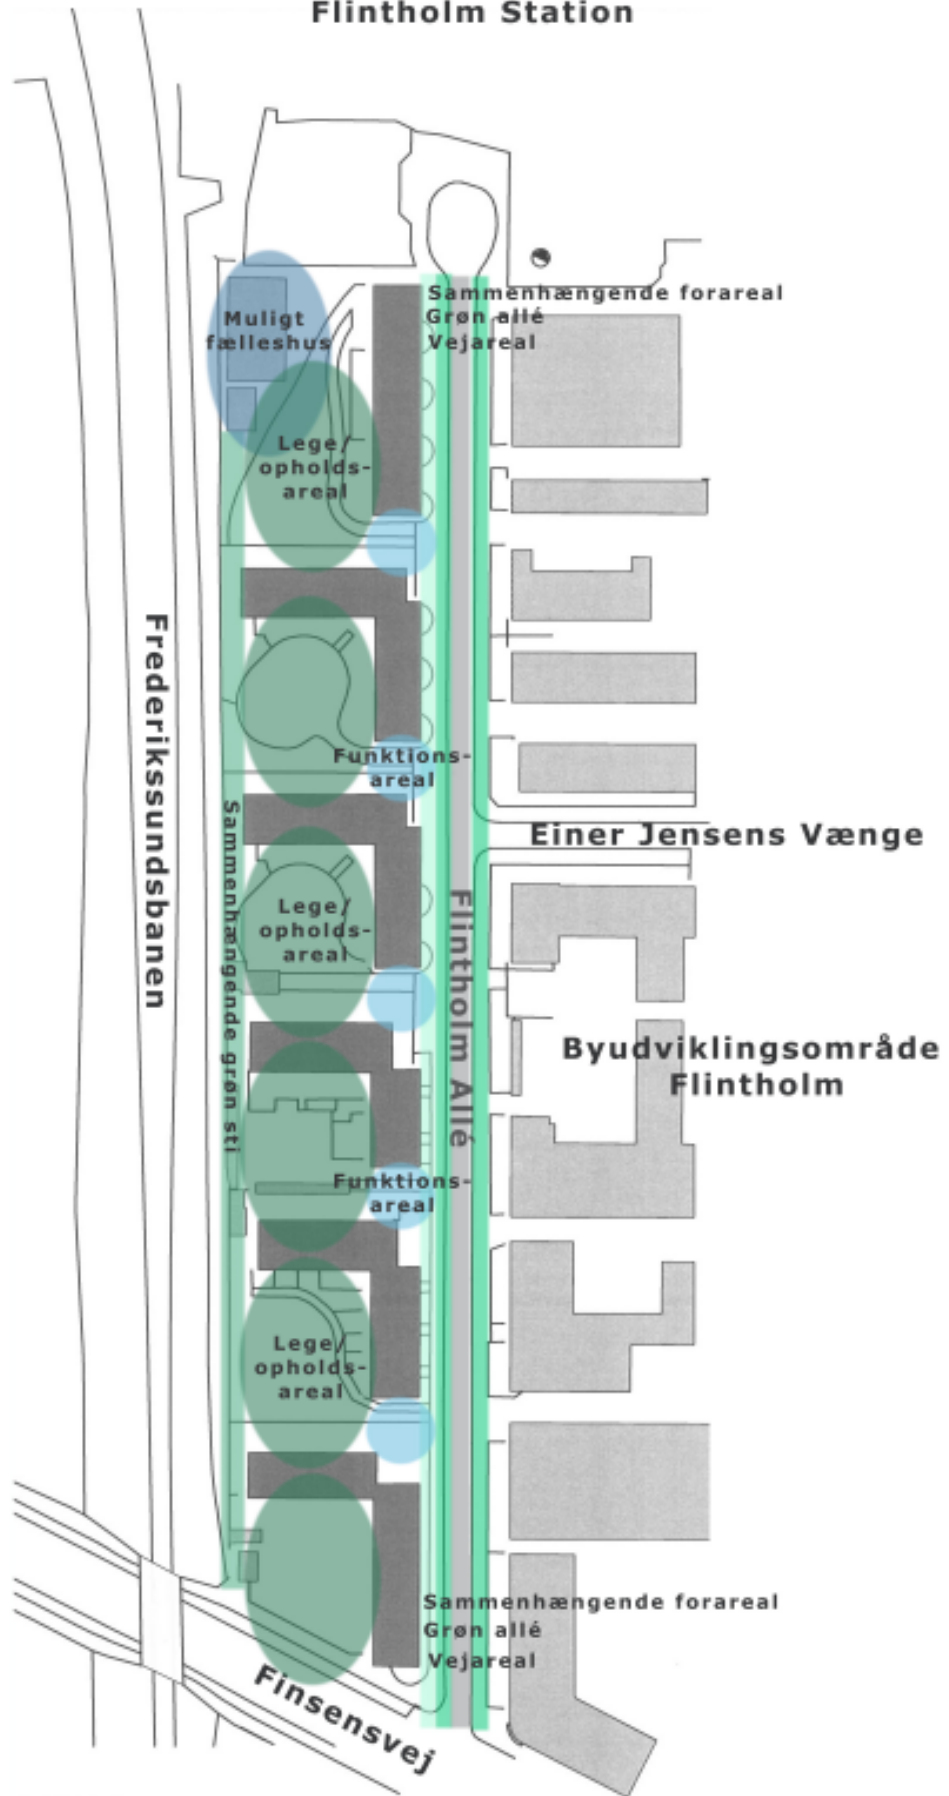 Flintholm Station
Sammenhængende forareal
Grøn allé
Vejareal
Muligt
fælleshus
Lege/
opholds-
areal
Frederikssundsbanen
Funktions-
areal
Sammenhængende grøn sti
Einer Jensens Vænge
Lege/
opholds-
areal
Flintholm Allé
Byudviklingsområde
Flintholm
Funktions-
areal
Lege/
opholds-
areal
Sammenhængende forareal
Grøn allé
Vejareal
Finsensvej